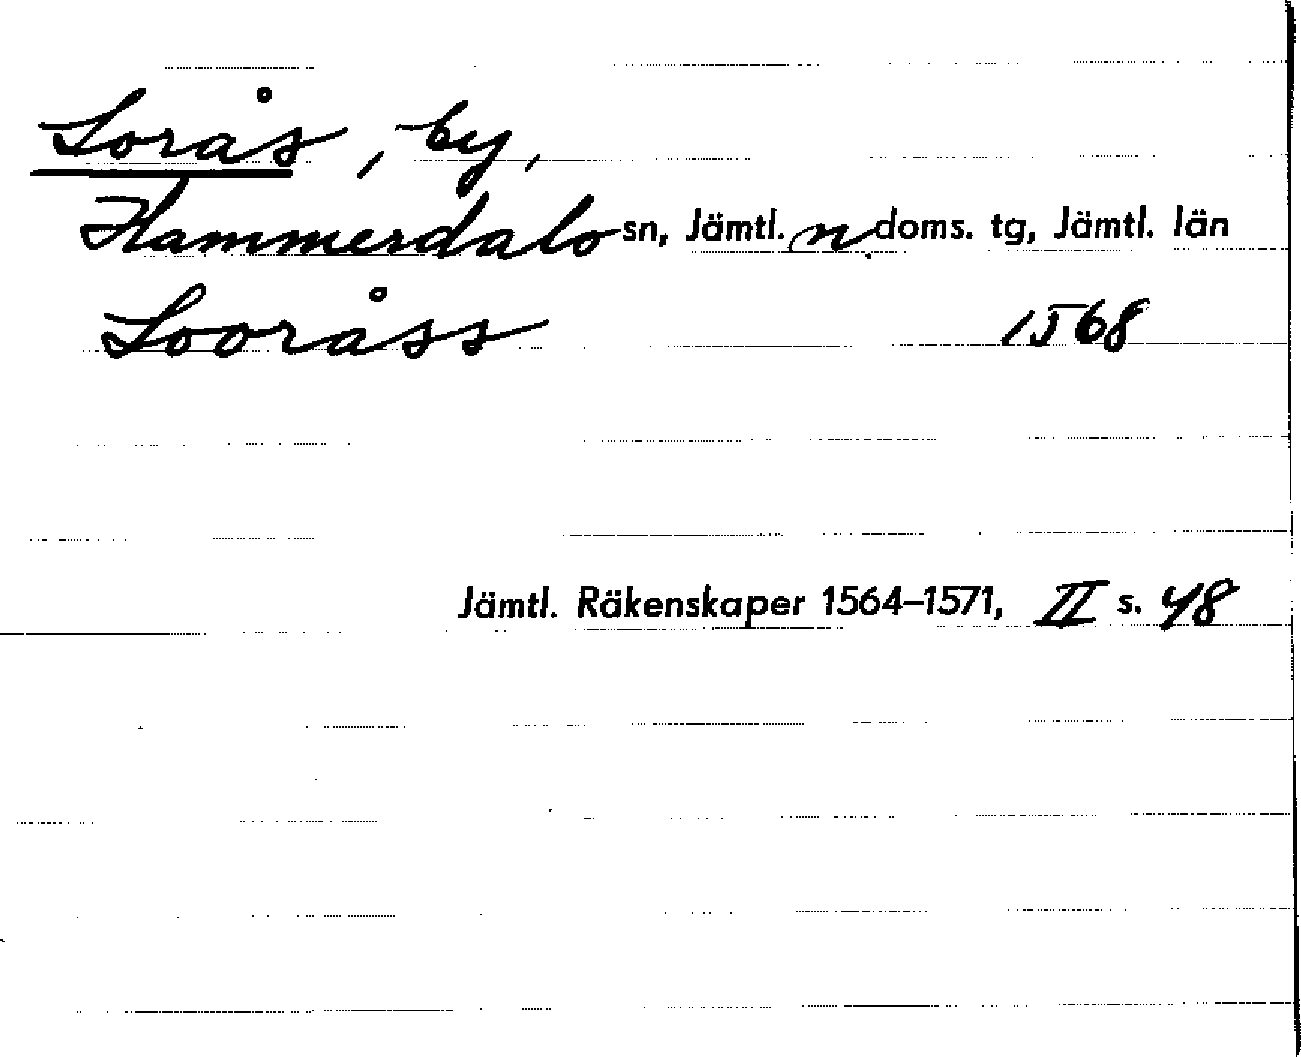 Lorås, by,
Hammerdals sn, Jämtl. n. doms. tg, Jämtl. län
Looråss 1568
Jämtl. Räkenskaper 1564–1571, II s. 48